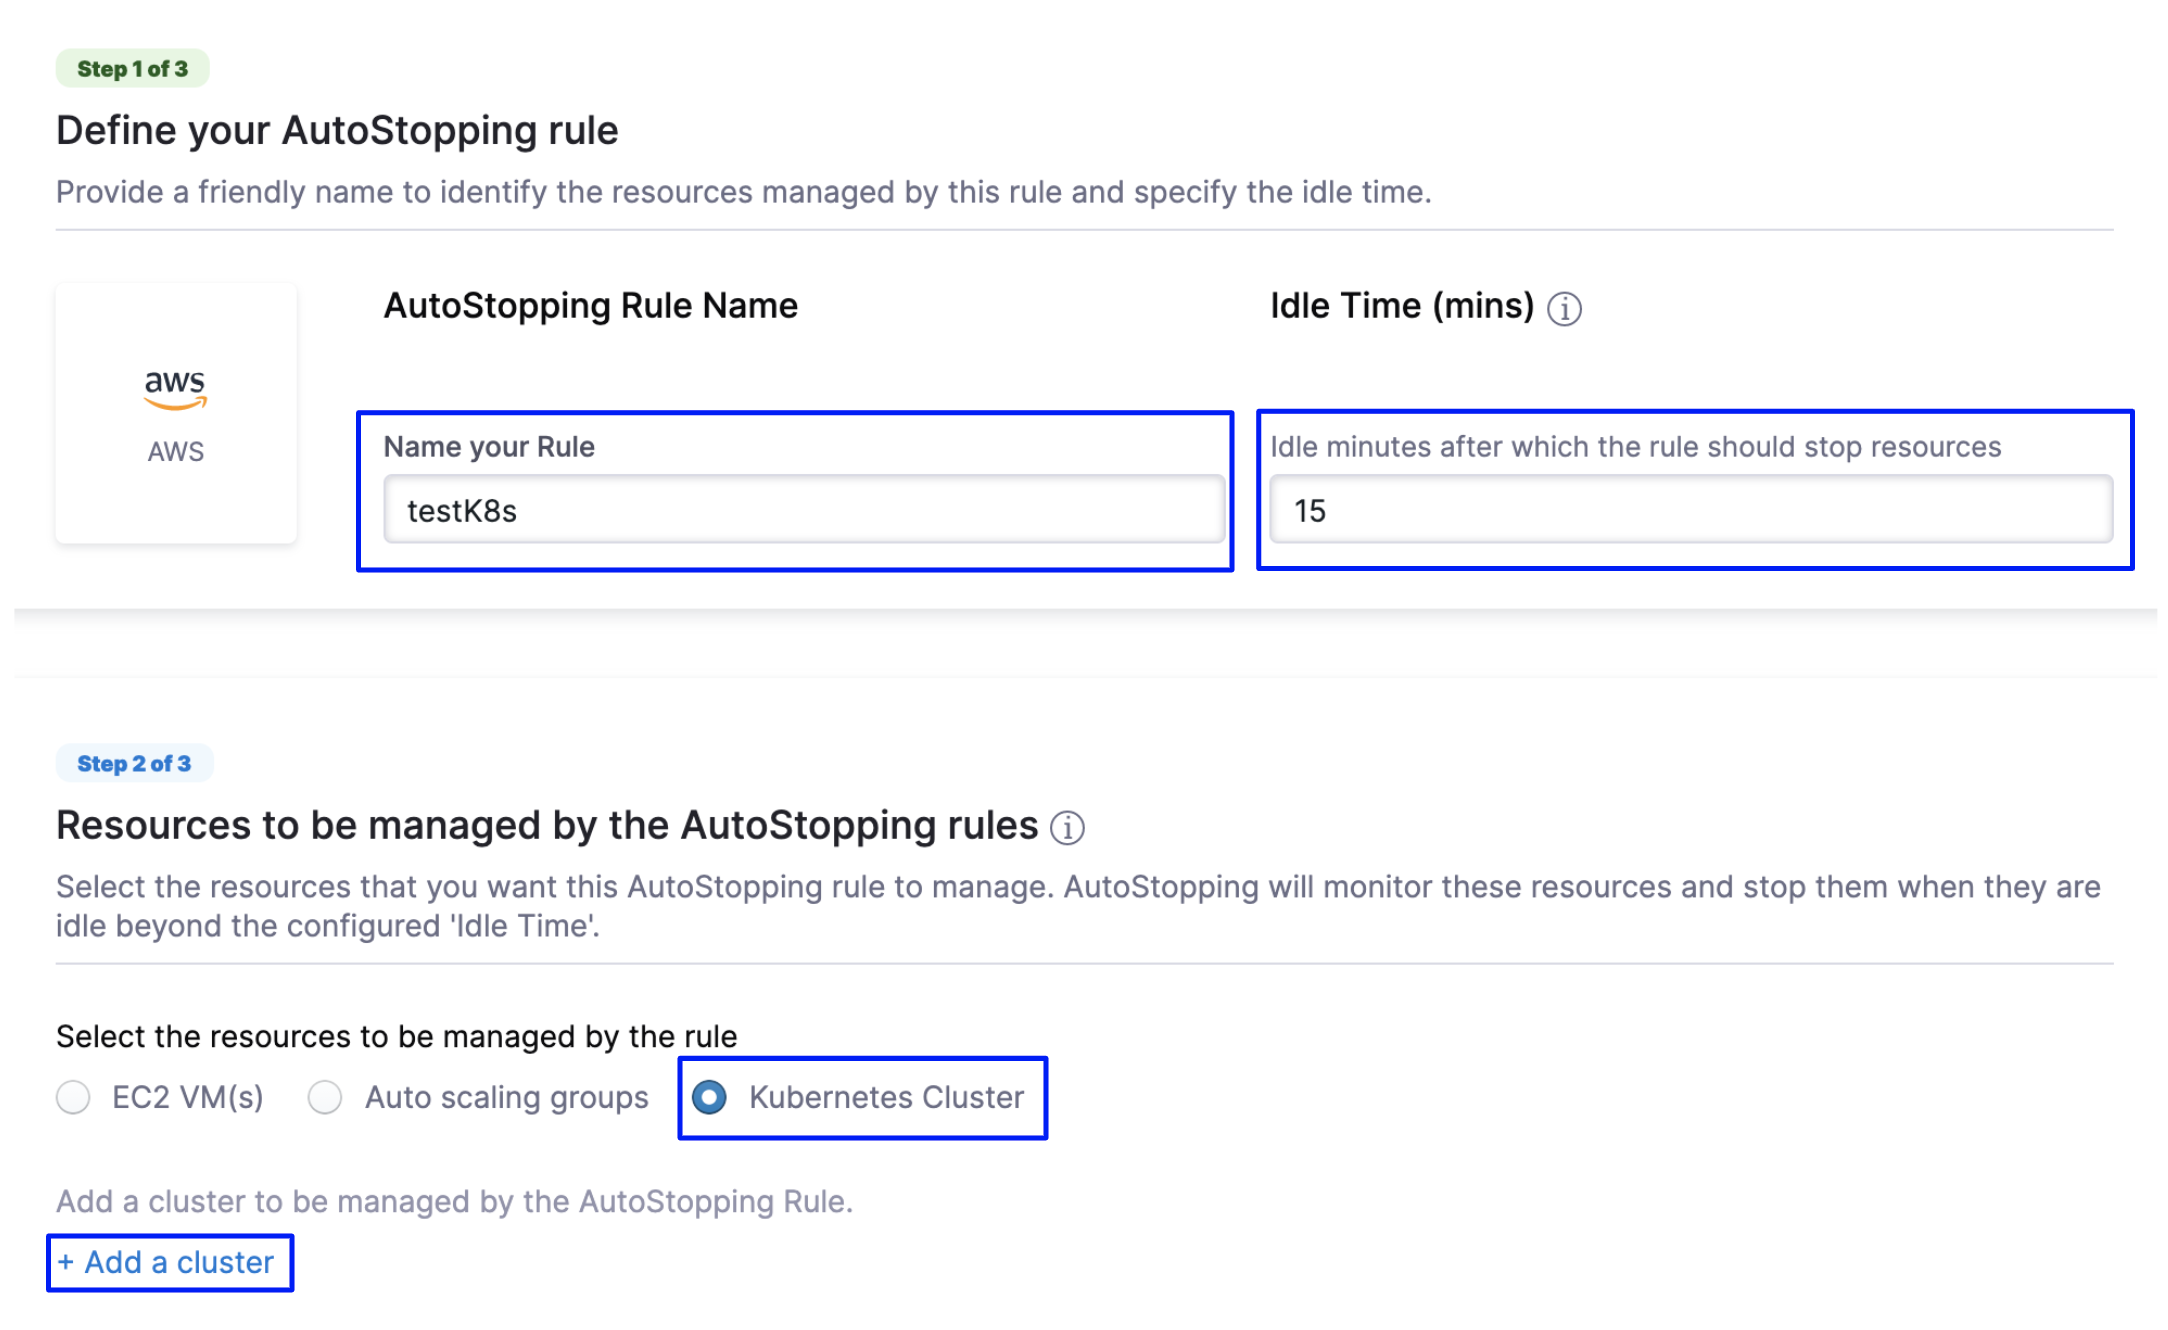 Step 1 of 3
Define your AutoStopping rule
Provide a friendly name to identify the resources managed by this rule and specify the idle time.
aws
AWS
AutoStopping Rule Name
Name your Rule
testK8s
Idle Time (mins)
Idle minutes after which the rule should stop resources
15
Step 2 of 3
Resources to be managed by the AutoStopping rules
Select the resources that you want this AutoStopping rule to manage. AutoStopping will monitor these resources and stop them when they are
idle beyond the configured 'Idle Time'.
Select the resources to be managed by the rule
EC2 VM(s) Auto scaling groups Kubernetes Cluster
Add a cluster to be managed by the AutoStopping Rule.
+ Add a cluster